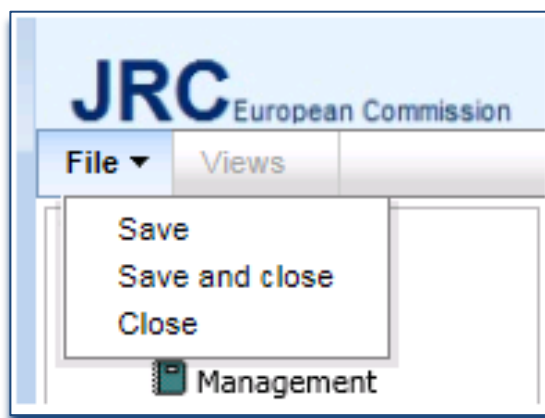 JRC European Commission
File Views
Save
Save and close
Close
Management